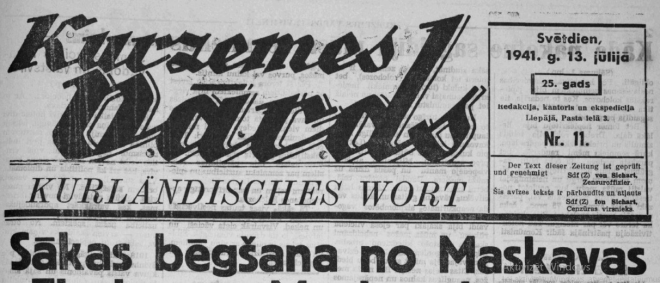 Kurzemes
Vārds
KURLÄNDISCHES WORT
Svētdien,
1941. g. 13. jūlijā
25. gads
Redakcija, kantoris un ekspedīcija
Liepājā, Pasta ielā 3.
Nr. 11.
Der Text dieser Zeitung ist geprüft
und genehmigt Sdf (Z) von Sichart,
Zensuroffizier.
Šis avīzes teksts ir pārbaudīts un atļauts
Sdf (Z) fon Sichart,
Cenzūras virsnieks.
Sākas bēgšana no Maskavas